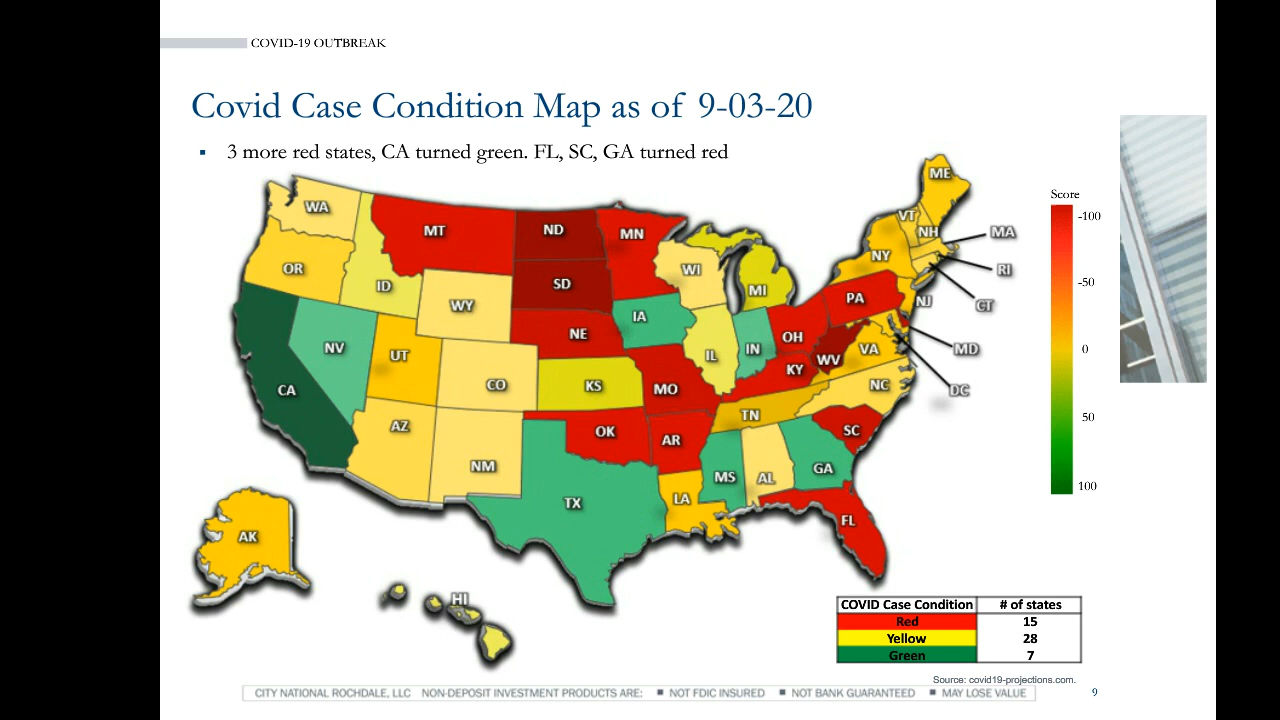 COVID-19 OUTBREAK
Covid Case Condition Map as of 9-03-20
▪ 3 more red states, CA turned green. FL, SC, GA turned red
WA
OR
CA
NV
ID
MT
WY
UT
AZ
CO
NM
ND
SD
NE
KS
OK
TX
MN
IA
MO
AR
LA
WI
IL
MI
IN
OH
KY
TN
MS
AL
GA
FL
SC
NC
VA
WV
PA
NY
NJ
VT
NH
ME
MA
RI
CT
MD
DC
AK
HI
Score
-100
-50
0
50
100
COVID Case Condition # of states
Red 15
Yellow 28
Green 7
Source: covid19-projections.com.
CITY NATIONAL ROCHDALE, LLC NON-DEPOSIT INVESTMENT PRODUCTS ARE: ■ NOT FDIC INSURED ■ NOT BANK GUARANTEED ■ MAY LOSE VALUE
9